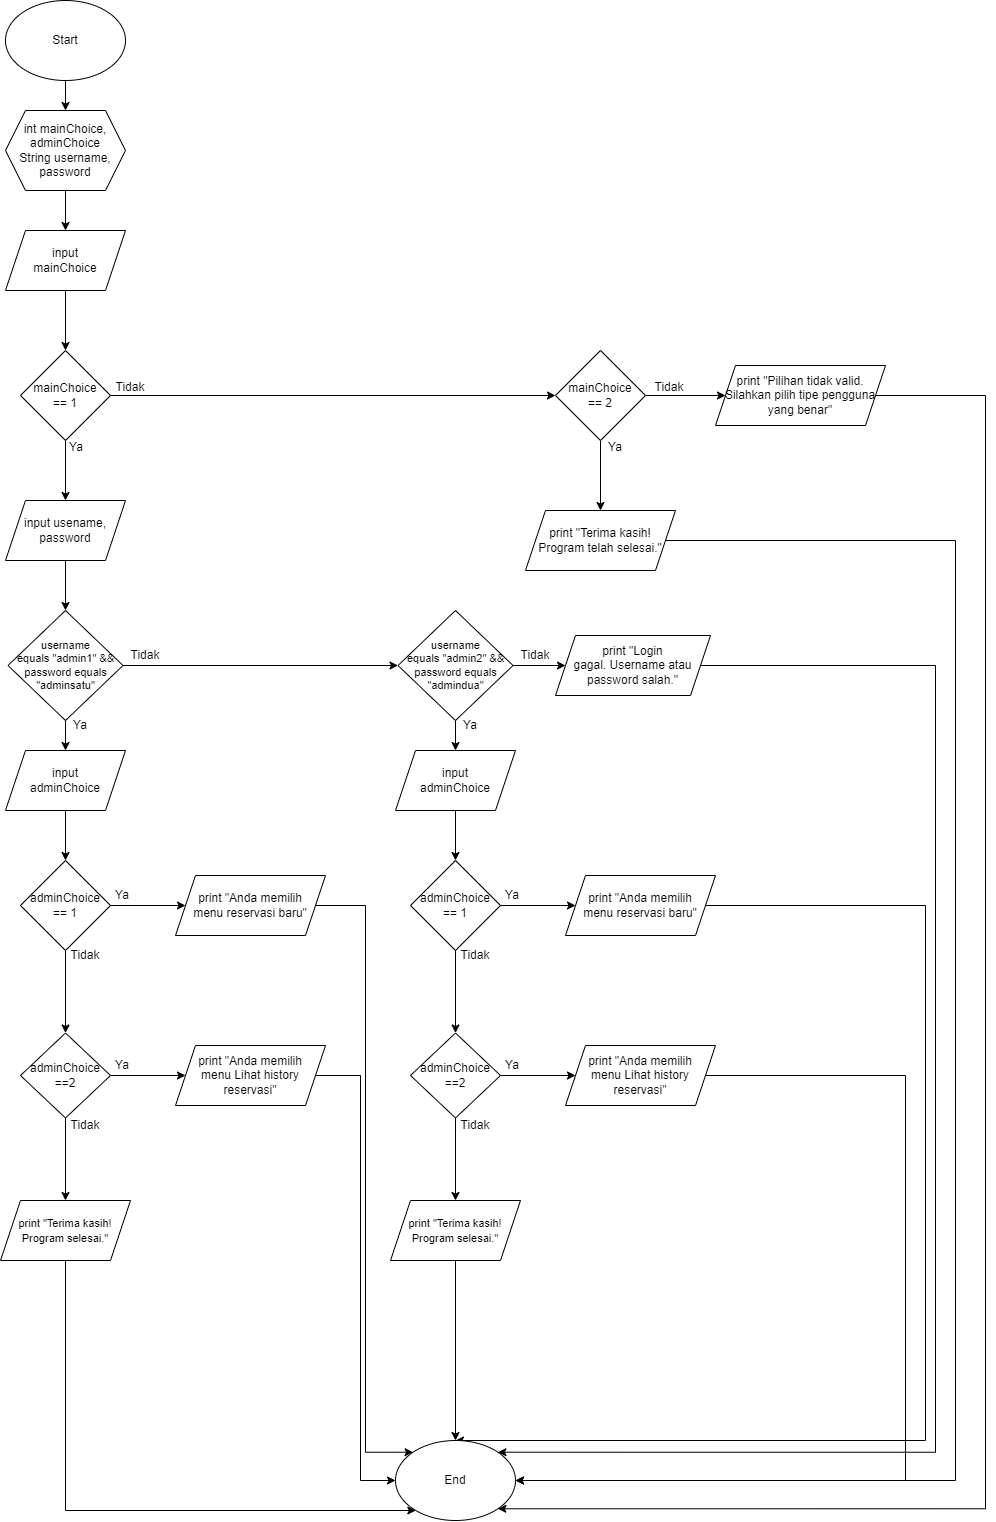 Start
int mainChoice,
adminChoice
String username,
password
input
mainChoice
mainChoice
== 1
Tidak
Ya
mainChoice
== 2
Tidak
Ya
print "Pilihan tidak valid.
Silahkan pilih tipe pengguna
yang benar"
input usename,
password
print "Terima kasih!
Program telah selesai."
username
equals "admin1" &&
password equals
"adminsatu"
Tidak
Ya
username
equals "admin2" &&
password equals
"admindua"
Tidak
Ya
print "Login
gagal. Username atau
password salah."
input
adminChoice
input
adminChoice
adminChoice
== 1
Ya
Tidak
print "Anda memilih
menu reservasi baru"
adminChoice
== 1
Ya
Tidak
print "Anda memilih
menu reservasi baru"
adminChoice
==2
Ya
Tidak
print "Anda memilih
menu Lihat history
reservasi"
adminChoice
==2
Ya
Tidak
print "Anda memilih
menu Lihat history
reservasi"
print "Terima kasih!
Program selesai."
print "Terima kasih!
Program selesai."
End